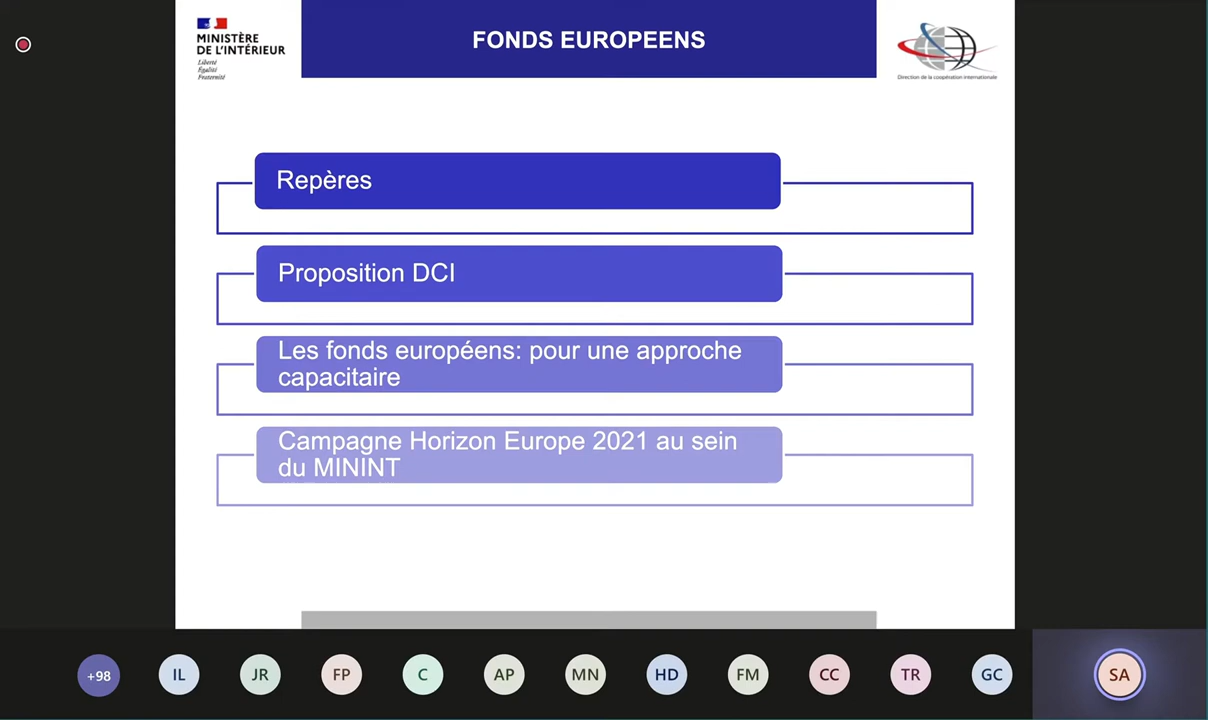 MINISTÈRE
DE L'INTÉRIEUR
Liberté
Égalité
Fraternité
FONDS EUROPEENS
Direction de la coopération internationale
Repères
Proposition DCI
Les fonds européens: pour une approche
capacitaire
Campagne Horizon Europe 2021 au sein
du MININT
+98
IL
JR
FP
C
AP
MN
HD
FM
CC
TR
GC
SA